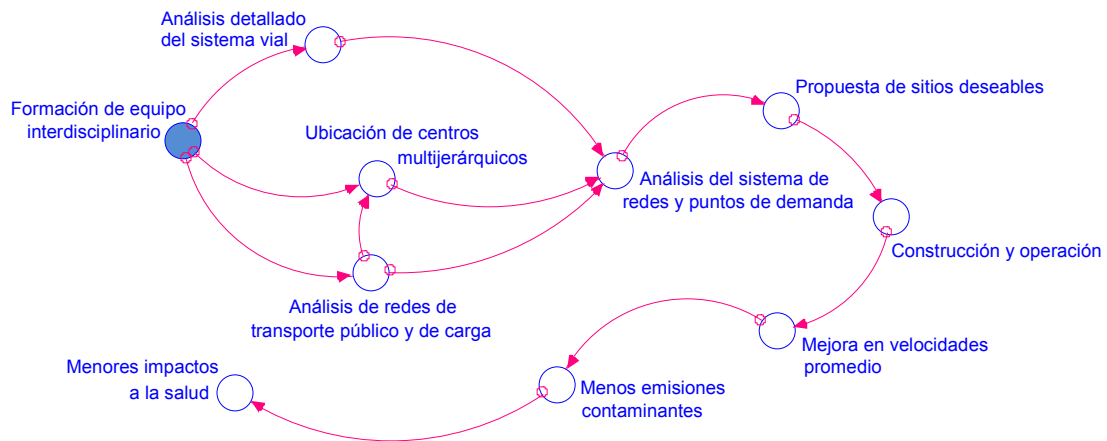 Análisis detallado
del sistema vial
Formación de equipo
interdisciplinario
Ubicación de centros
multijerárquicos
Análisis de redes de
transporte público y de carga
Análisis del sistema de
redes y puntos de demanda
Propuesta de sitios deseables
Construcción y operación
Mejora en velocidades
promedio
Menos emisiones
contaminantes
Menores impactos
a la salud